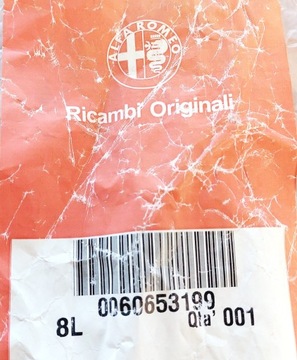 ALFA ROMEO
Ricambi Originali
0060653199
8L Qta' 001